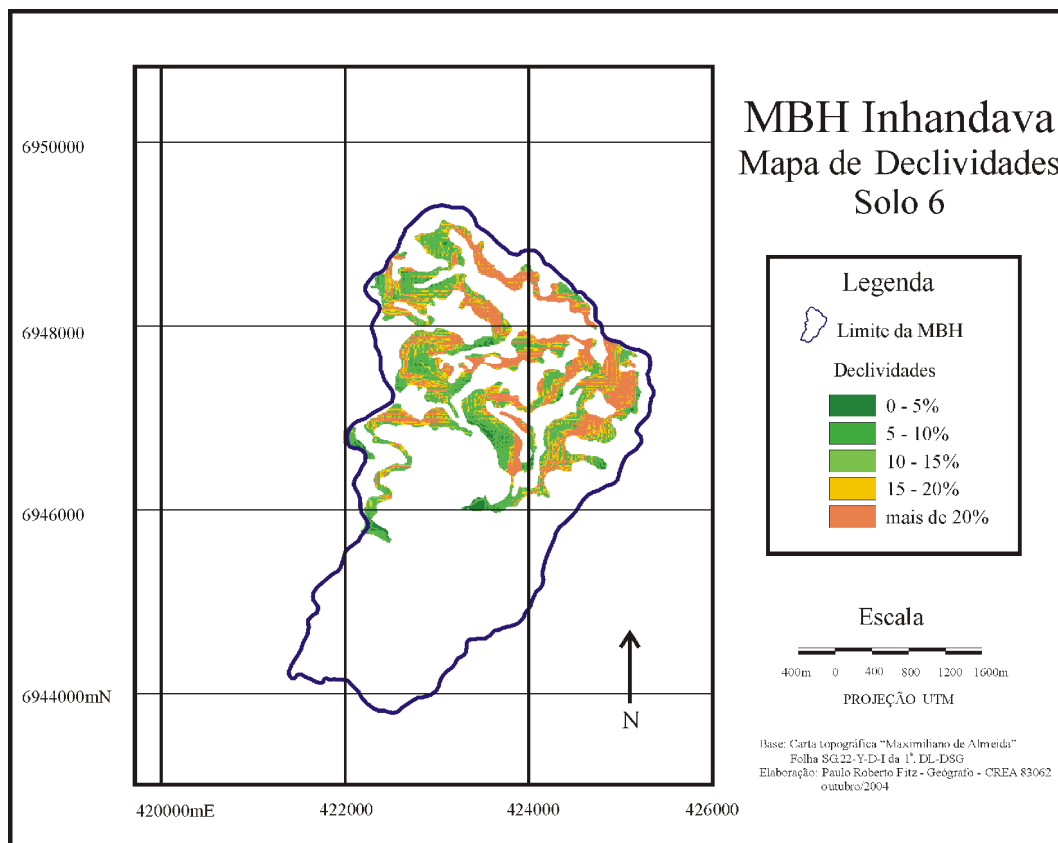 MBH Inhandava
Mapa de Declividades
Solo 6
6950000
6948000
6946000
6944000mN
420000mE
422000
424000
426000
N
Legenda
Limite da MBH
Declividades
0 - 5%
5 - 10%
10 - 15%
15 - 20%
mais de 20%
Escala
400m 0 400 800 1200 1600m
PROJEÇÃO UTM
Base: Carta topográfica “Maximiliano de Almeida”
Folha SG.22-Y-D-I da 1ª. DL-DSG
Elaboração: Paulo Roberto Fitz - Geógrafo - CREA 83062
outubro/2004